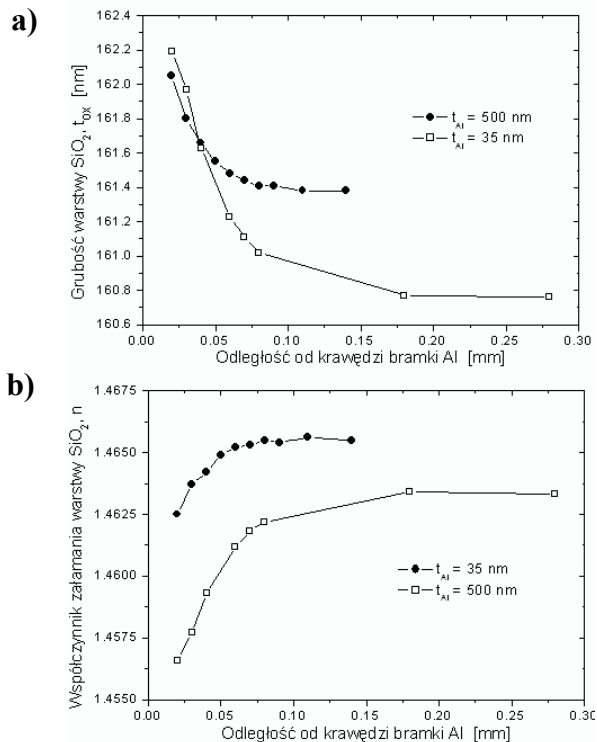 a)
162.4
162.2
162.0
161.8
161.6
161.4
161.2
161.0
160.8
160.6
Grubość warstwy SiO₂, tₒₓ [nm]
t_Al = 500 nm
t_Al = 35 nm
0.00 0.05 0.10 0.15 0.20 0.25 0.30
Odległość od krawędzi bramki Al [mm]
b)
1.4675
1.4650
1.4625
1.4600
1.4575
1.4550
Współczynnik załamania warstwy SiO₂, n
t_Al = 35 nm
t_Al = 500 nm
0.00 0.05 0.10 0.15 0.20 0.25 0.30
Odległość od krawędzi bramki Al [mm]